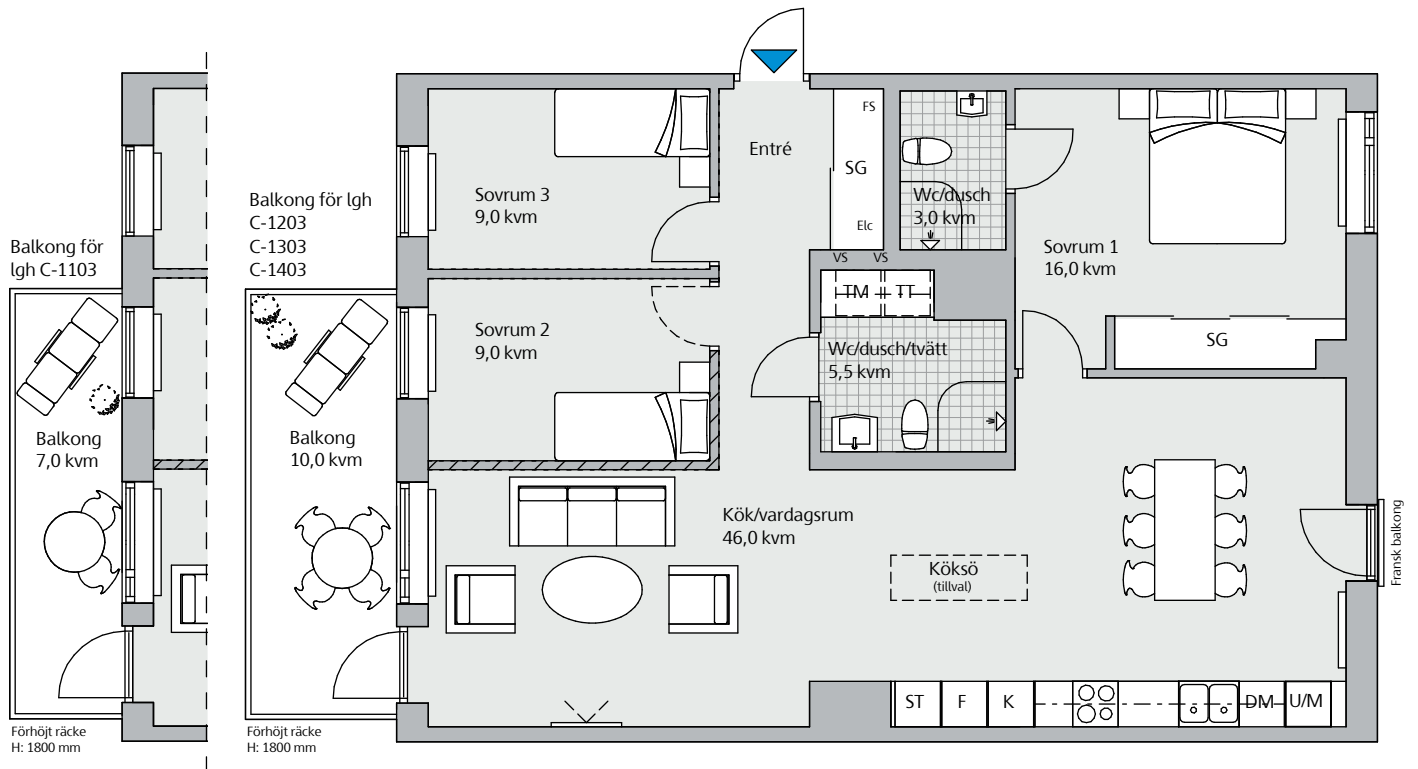 Balkong för
lgh C-1103
Balkong
7,0 kvm
Förhöjt räcke
H: 1800 mm
Balkong för lgh
C-1203
C-1303
C-1403
Balkong
10,0 kvm
Förhöjt räcke
H: 1800 mm
Sovrum 3
9,0 kvm
Sovrum 2
9,0 kvm
Entré
FS
SG
Elc
VS VS
Wc/dusch
3,0 kvm
TM TT
Wc/dusch/tvätt
5,5 kvm
Sovrum 1
16,0 kvm
SG
Kök/vardagsrum
46,0 kvm
Köksö
(tillval)
Fransk balkong
ST F K DM U/M